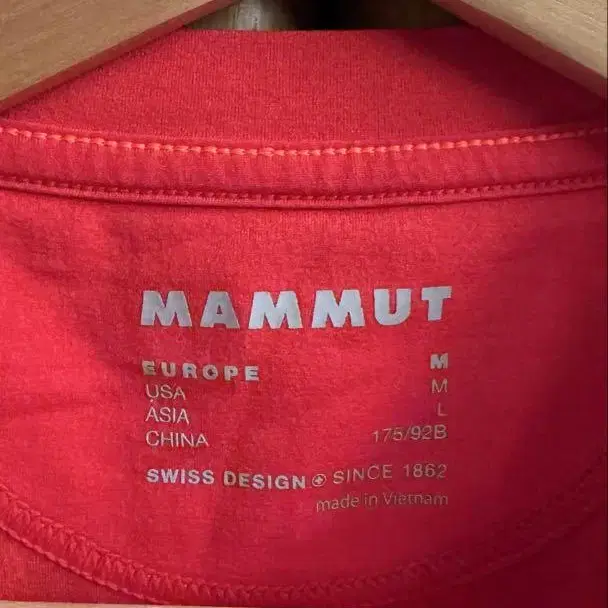 MAMMUT
EUROPE M
USA M
ASIA L
CHINA 175/92B
SWISS DESIGN SINCE 1862
made in Vietnam